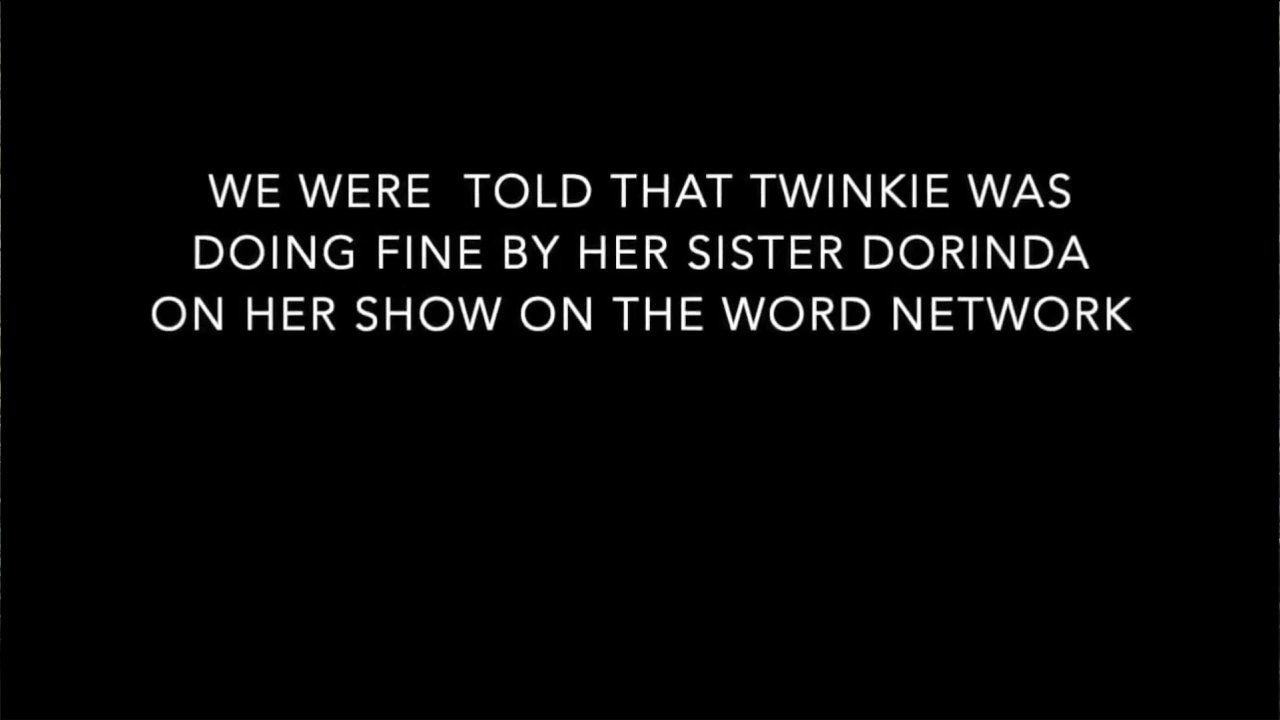 WE WERE  TOLD THAT TWINKIE WAS
DOING FINE BY HER SISTER DORINDA
ON HER SHOW ON THE WORD NETWORK